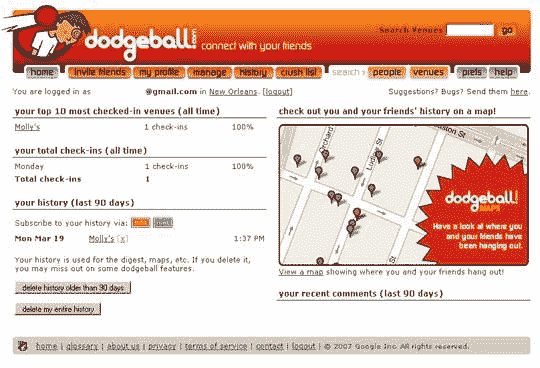 dodgeball.com connect with your friends
Search Venues go
home invite friends my profile manage history crush list search > people venues prefs help
You are logged in as @gmail.com in New Orleans. [logout]
Suggestions? Bugs? Send them here.
your top 10 most checked-in venues (all time)
Molly's 1 check-ins 100%
your total check-ins (all time)
Monday 1 check-ins 100%
Total check-ins 1
your history (last 90 days)
Subscribe to your history via:
Mon Mar 19 Molly's [x] 1:37 PM
Your history is used for the digest, maps, etc. If you delete it,
you may miss out on some dodgeball features.
delete history older than 90 days
delete my entire history
check out you and your friends' history on a map!
Orchard
Ludlow St
dodgeball
MAPS
Have a look at where
you and your friends
have been hanging out.
View a map showing where you and your friends hang out!
your recent comments (last 90 days)
home | glossary | about us | privacy | terms of service | contact | logout | © 2007 Google Inc. All rights reserved.